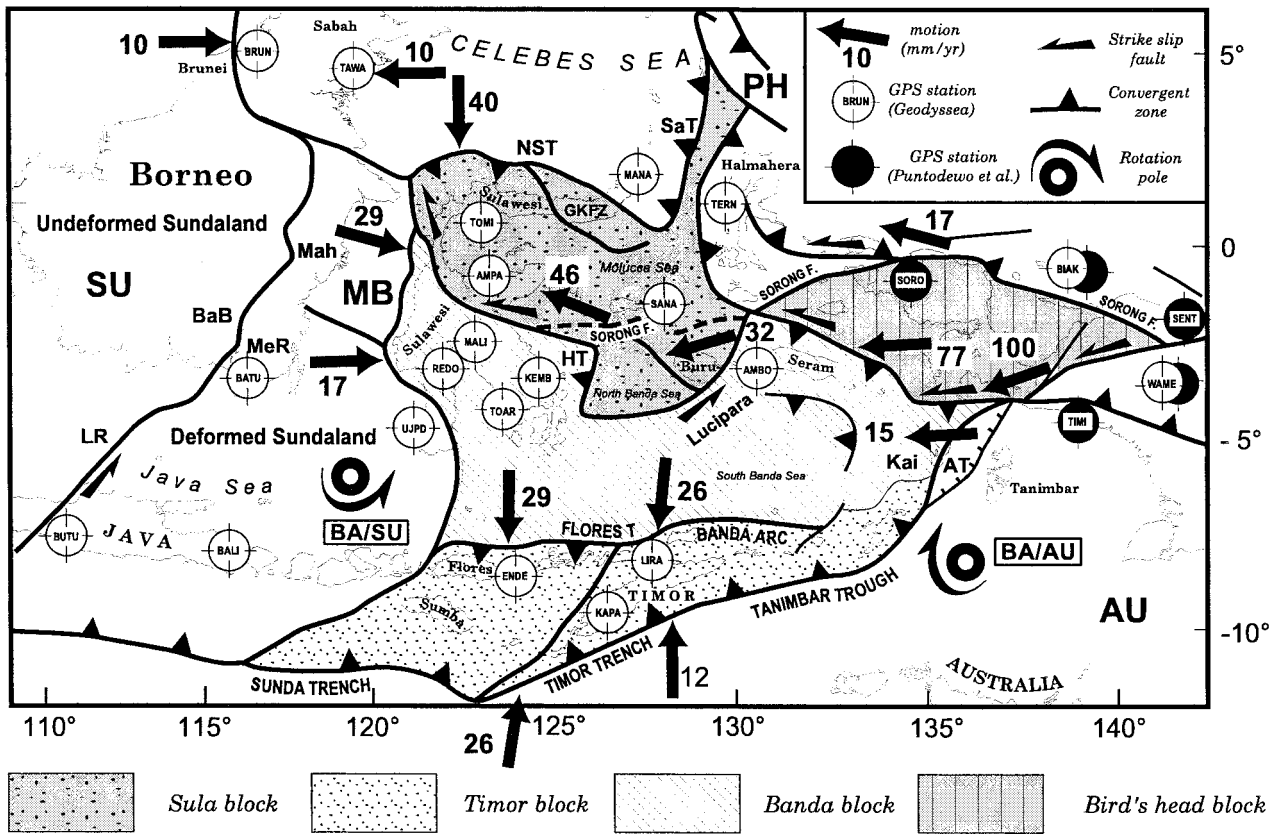 10
BRUN
Brunei
Sabah
TAWA
10
CELEBES SEA
40
PH
SaT
NST
MANA
Halmahera
TERN
motion
(mm/yr)
10
Strike slip
fault
BRUN
GPS station
(Geodyssea)
Convergent
zone
GPS station
(Puntodewo et al.)
Rotation
pole
5°
0
- 5°
-10°
Borneo
Undeformed Sundaland
SU
29
Mah
MB
BaB
MeR
BATU
17
LR
Sulawesi
TOMI
GKFZ
AMPA
46
Molucca Sea
SANA
SORONG F.
Sulawesi
MALI
REDO
KEMB
HT
TOAR
UJPD
North Banda Sea
Buru
32
AMBO
Seram
Lucipara
17
SORONG F.
SORO
BIAK
SORONG F.
SENT
77
100
WAME
TIMI
15
Kai
AT
Tanimbar
Deformed Sundaland
Java Sea
JAVA
BUTU
BALI
BA/SU
29
26
South Banda Sea
FLORES T.
BANDA ARC
Flores
ENDE
LIRA
Sumba
KAPA
TIMOR
TANIMBAR TROUGH
TIMOR TRENCH
SUNDA TRENCH
12
26
BA/AU
AU
AUSTRALIA
110°
115°
120°
125°
130°
135°
140°
Sula block
Timor block
Banda block
Bird's head block